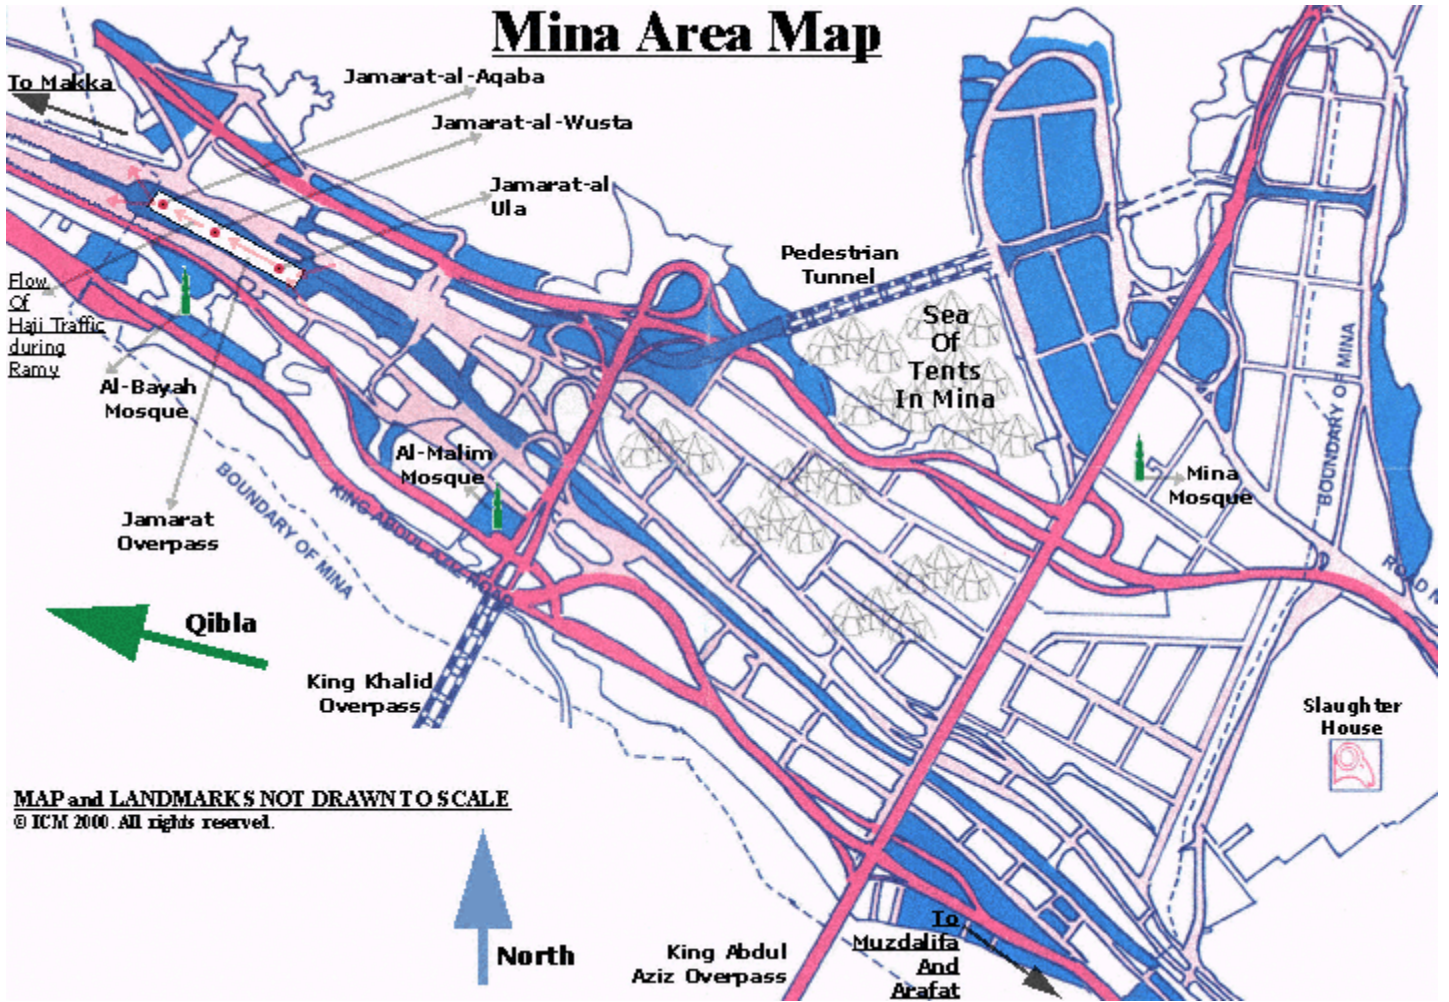 Mina Area Map
To Makka
Jamarat-al-Aqaba
Jamarat-al-Wusta
Jamarat-al
Ula
Pedestrian
Tunnel
Flow
Of
Hajj Traffic
during
Ramy
Sea
Of
Tents
In Mina
Al-Bayah
Mosque
Al-Malim
Mosque
Mina
Mosque
BOUNDARY OF MINA
BOUNDARY OF MINA
KING ABDUL AZIZ ROAD
Jamarat
Overpass
ROAD
Qibla
King Khalid
Overpass
Slaughter
House
MAP and LANDMARKS NOT DRAWN TO SCALE
© ICM 2000. All rights reserved.
North
King Abdul
Aziz Overpass
To
Muzdalifa
And
Arafat